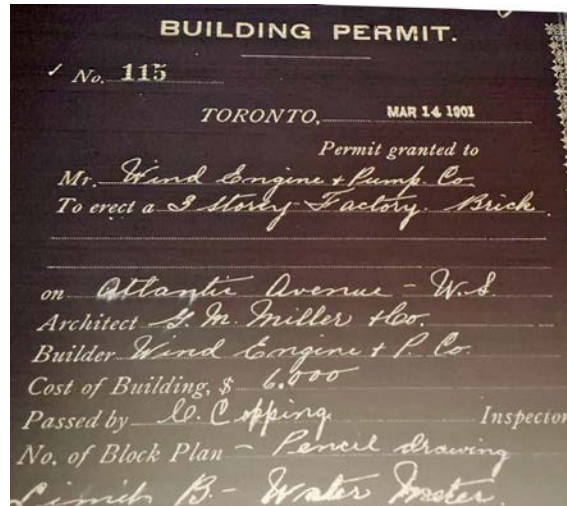 BUILDING PERMIT.
No. 115
TORONTO, MAR 14 1901
Permit granted to
Mr. Wind Engine + Pump Co
To erect a 3 Storey Factory. Brick.
on Atlantic Avenue - W.S.
Architect G. M. Miller + Co.
Builder Wind Engine + P. Co.
Cost of Building, $ 6.000
Passed by C. Copping Inspector
No. of Block Plan - Pencil drawing
Limit B. - Water Meter.